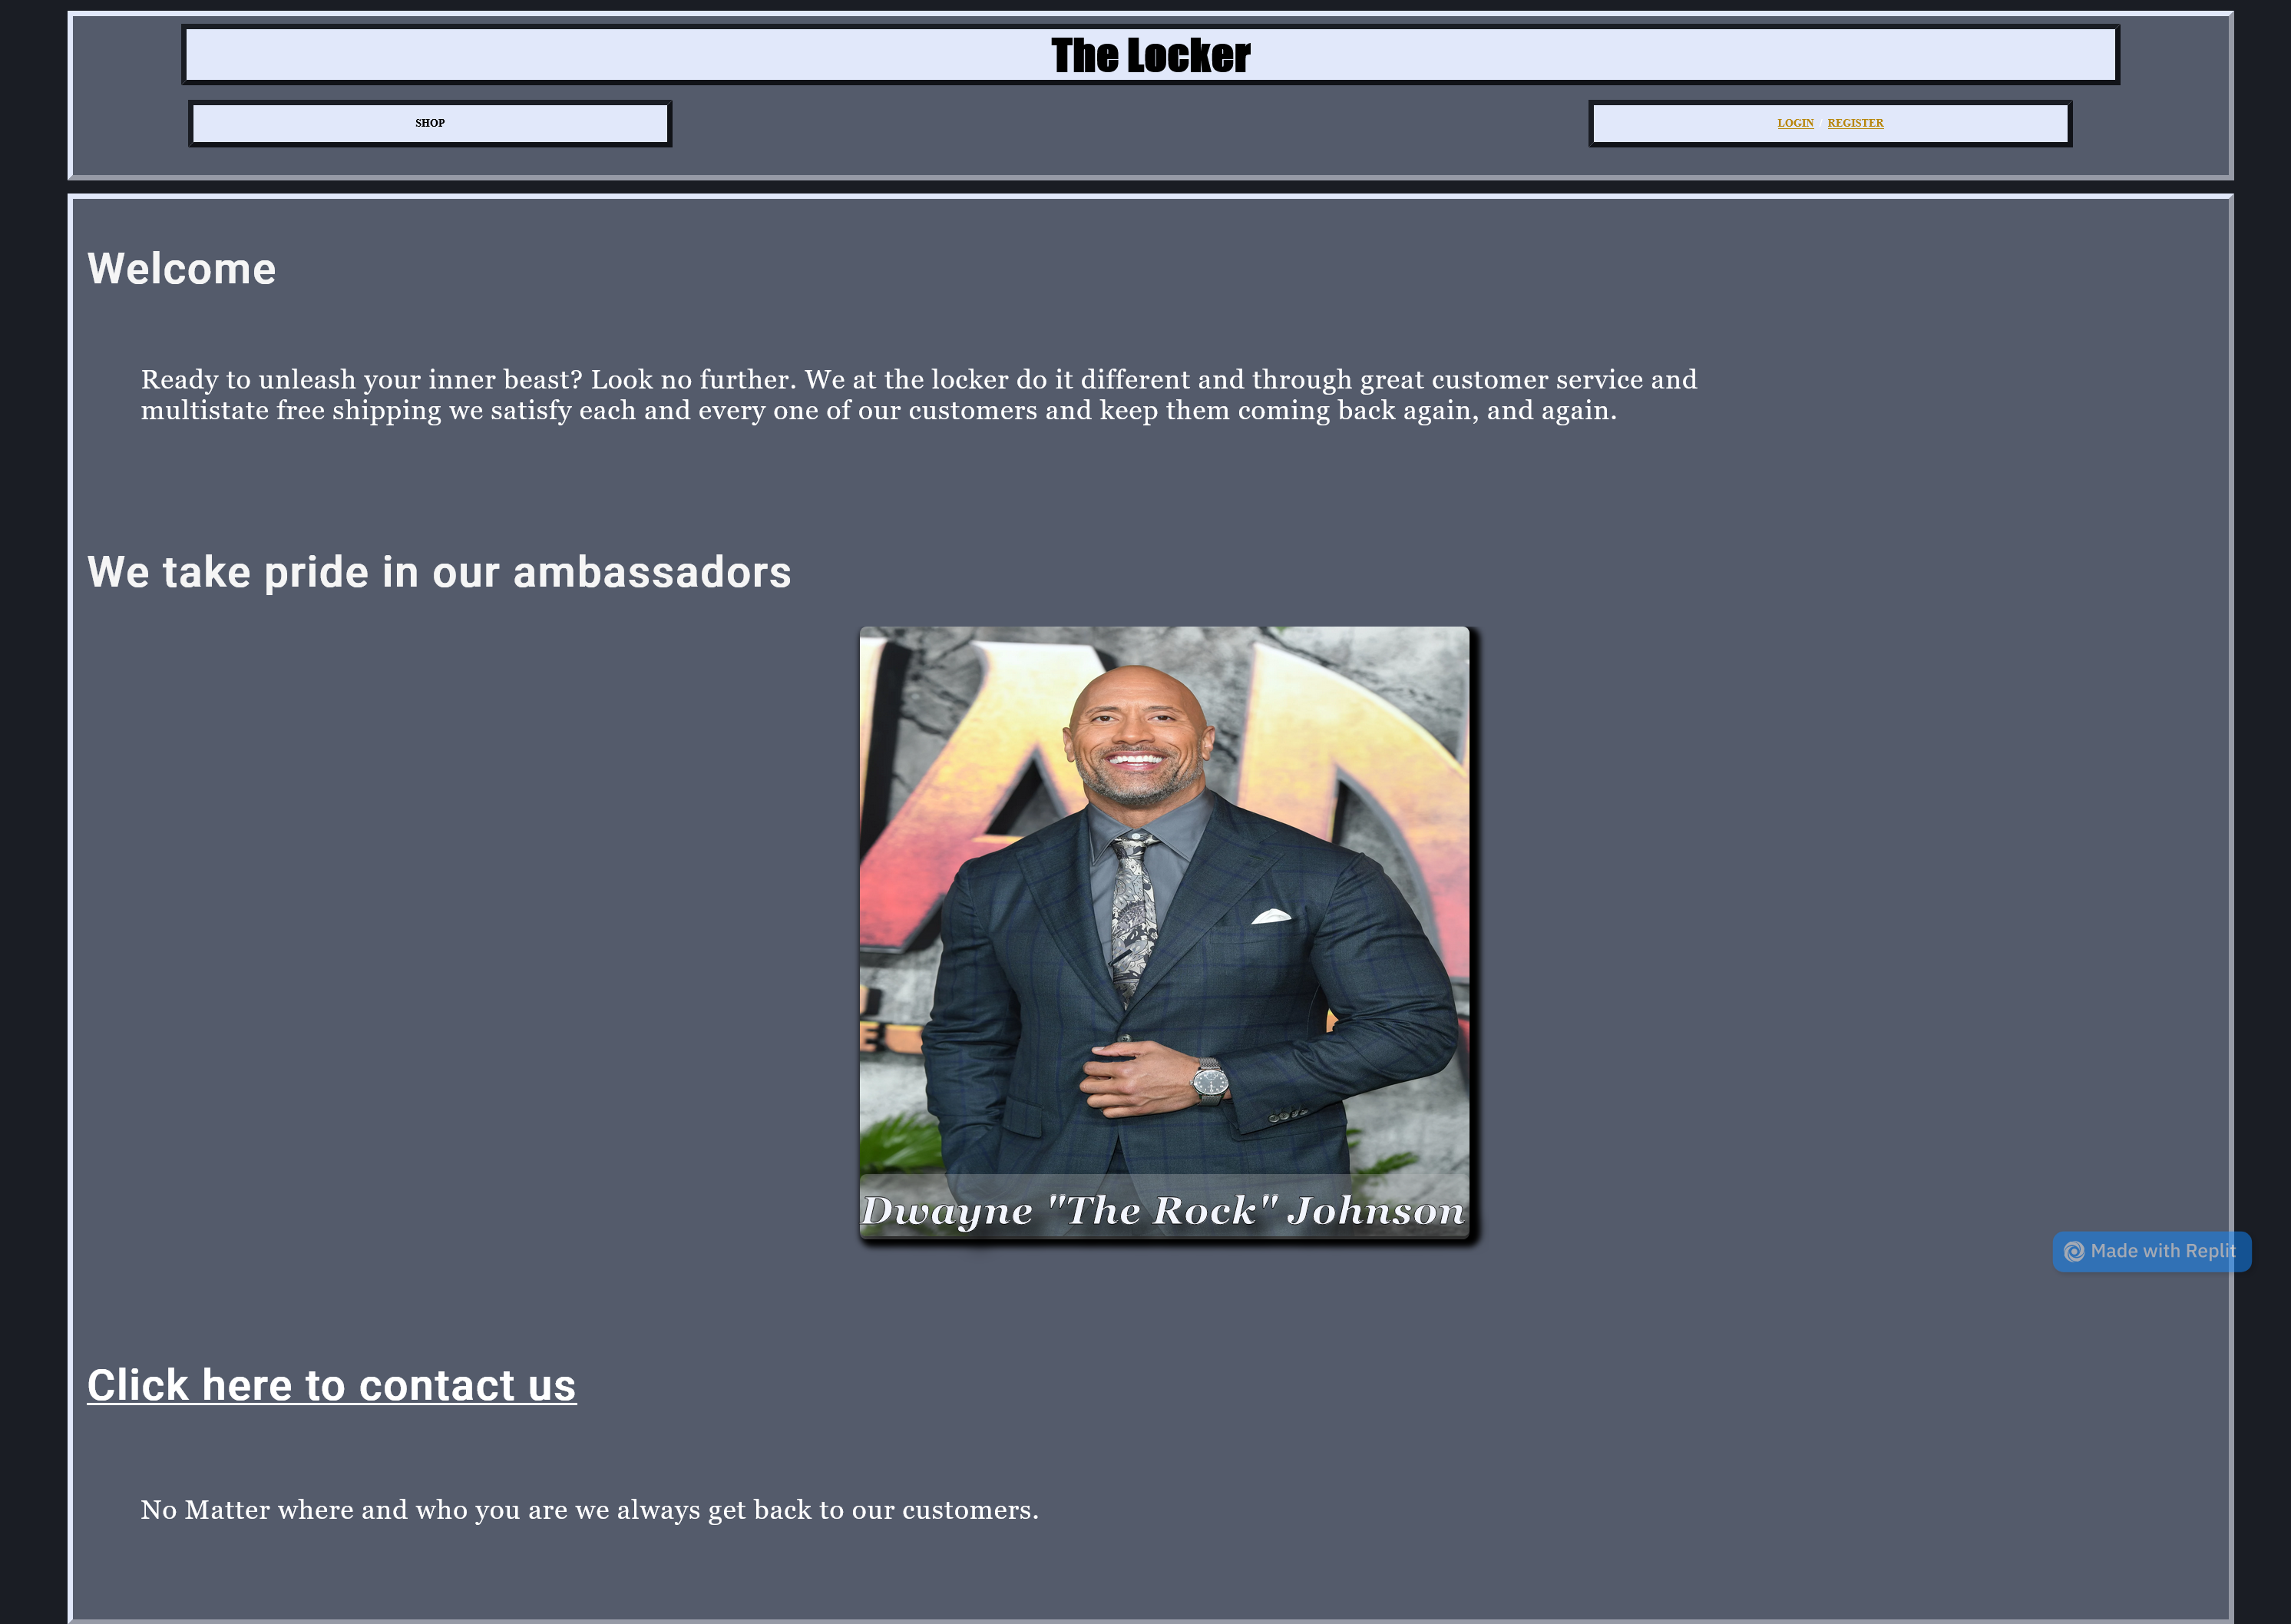 The Locker
SHOP
LOGIN / REGISTER
Welcome
Ready to unleash your inner beast? Look no further. We at the locker do it different and through great customer service and
multistate free shipping we satisfy each and every one of our customers and keep them coming back again, and again.
We take pride in our ambassadors
Dwayne "The Rock" Johnson
Made with Replit
Click here to contact us
No Matter where and who you are we always get back to our customers.